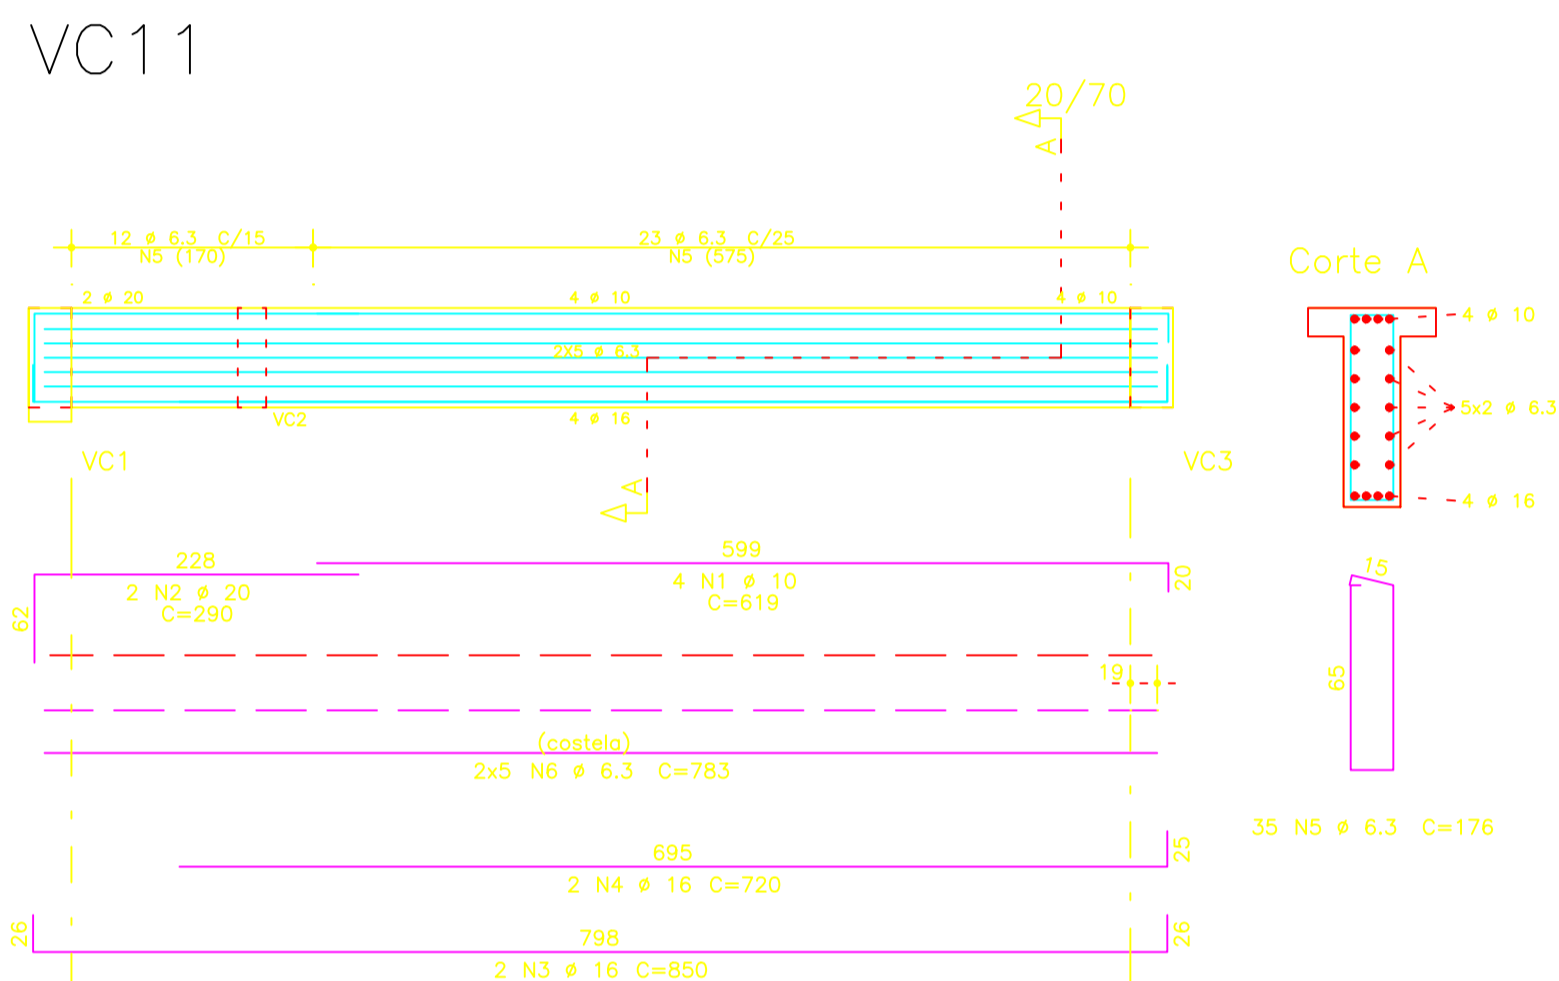 VC11
20/70
A
12 ø 6.3 C/15
N5 (170)
23 ø 6.3 C/25
N5 (575)
2 ø 20
4 ø 10
4 ø 10
2X5 ø 6.3
VC2
4 ø 16
VC1
VC3
A
Corte A
4 ø 10
5x2 ø 6.3
4 ø 16
228
2 N2 ø 20
C=290
62
599
4 N1 ø 10
C=619
20
19
(costela)
2x5 N6 ø 6.3 C=783
695
2 N4 ø 16 C=720
25
26
798
26
2 N3 ø 16 C=850
15
65
35 N5 ø 6.3 C=176